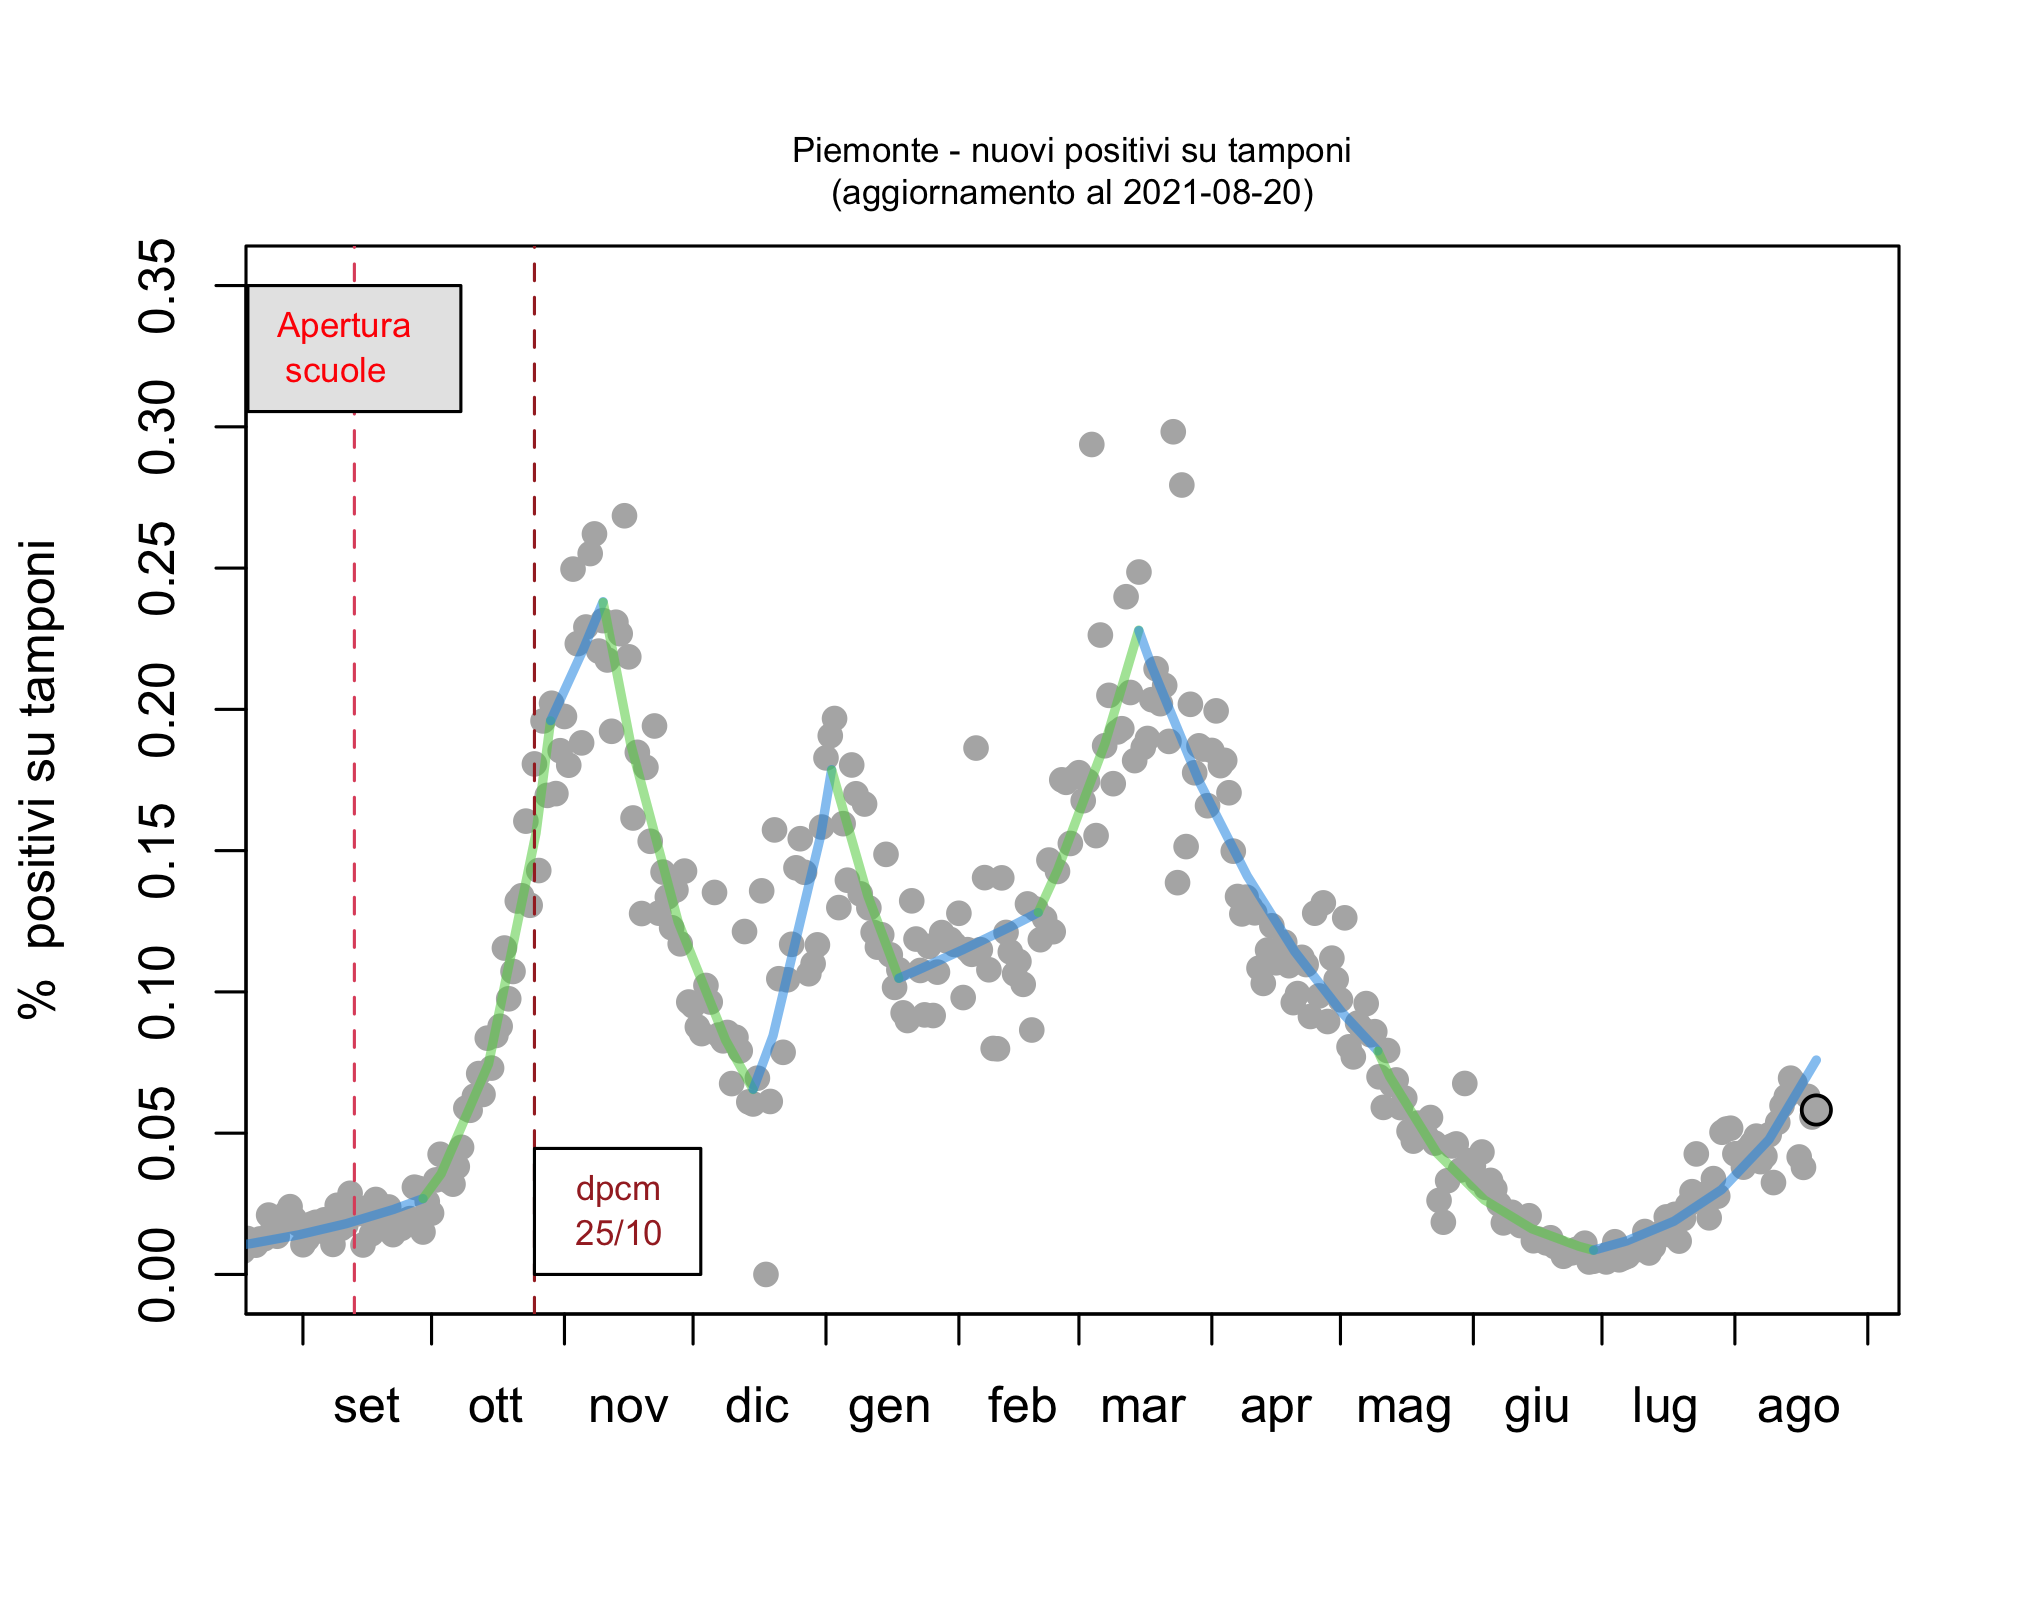 Piemonte - nuovi positivi su tamponi
(aggiornamento al 2021-08-20)
% positivi su tamponi
0.35
0.30
0.25
0.20
0.15
0.10
0.05
0.00
Apertura
scuole
dpcm
25/10
set ott nov dic gen feb mar apr mag giu lug ago